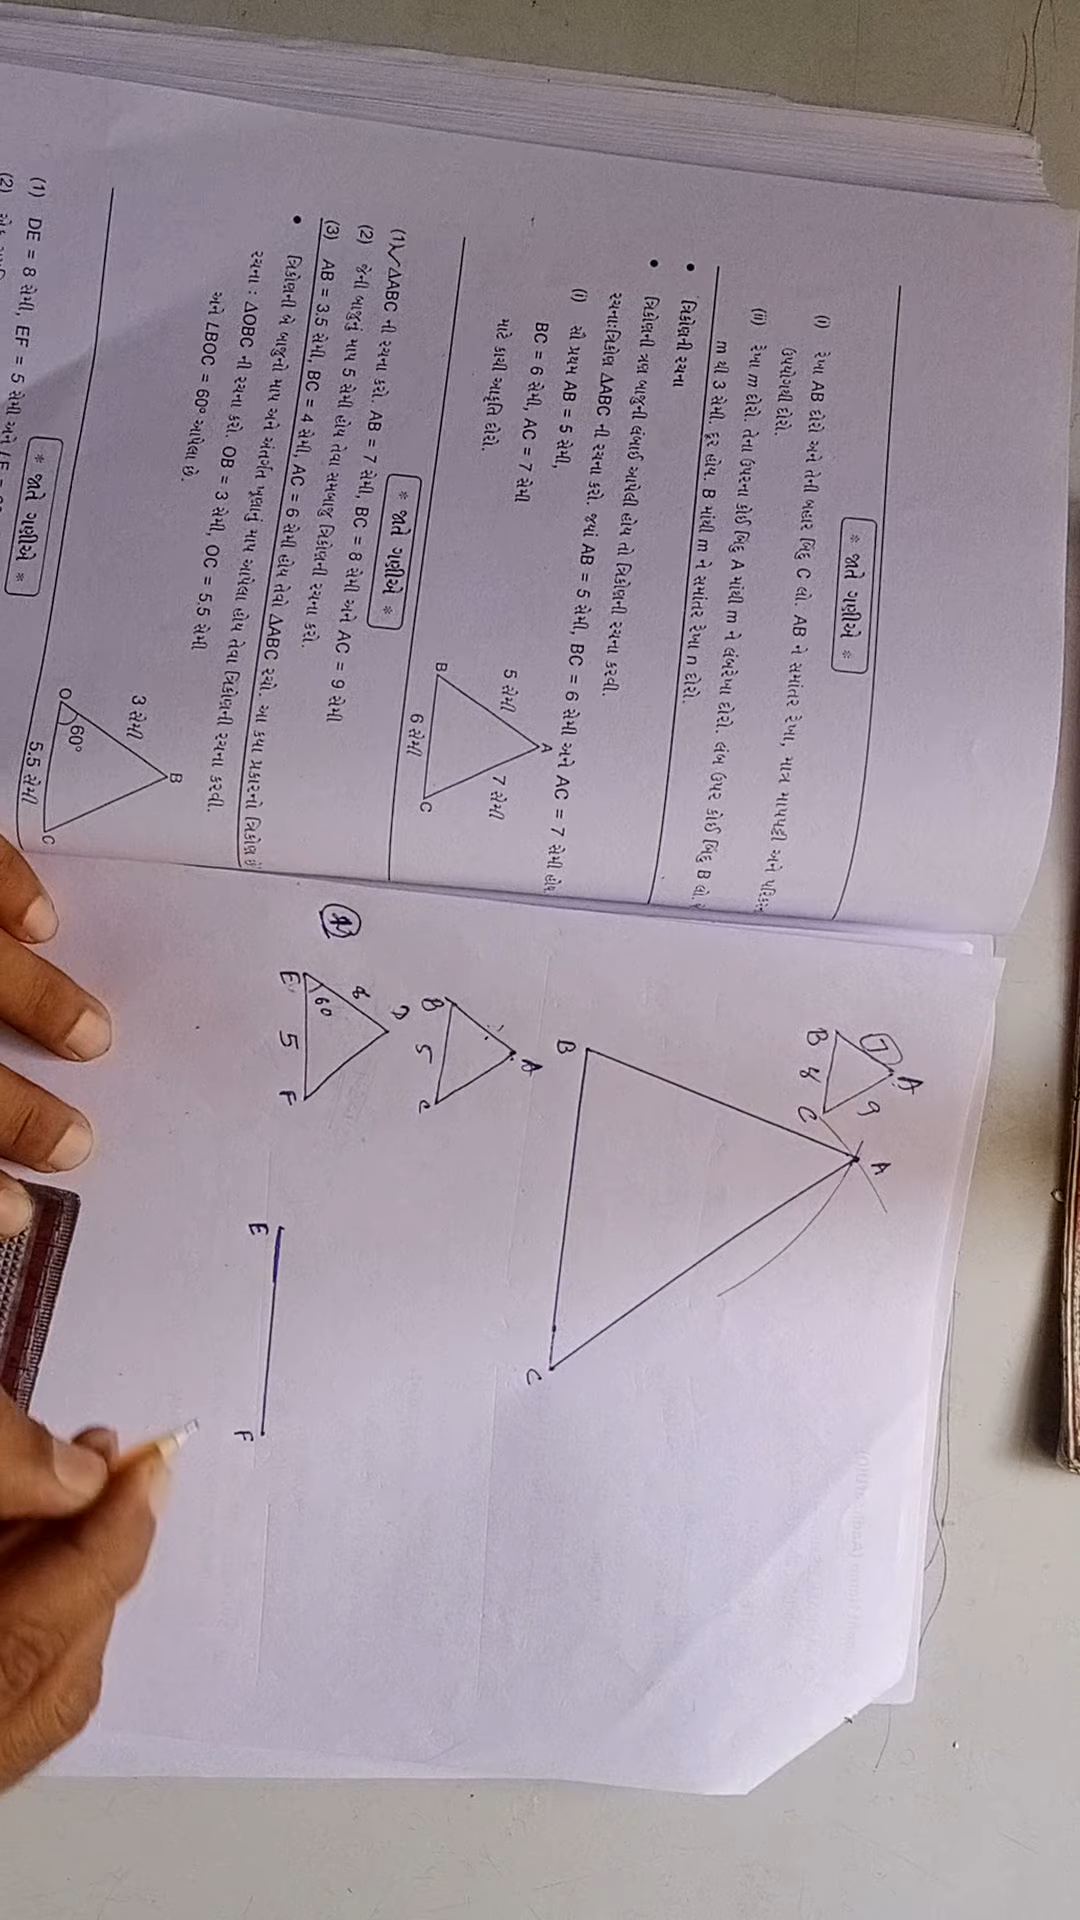 * જાતે ગણીએ *
(i) રેખા AB દોરો અને તેની બહાર બિંદુ C લો. AB ને સમાંતર રેખા, માત્ર માપપટ્ટી અને પરિકર
ઉપયોગથી દોરો.
(ii) રેખા m દોરો. તેના ઉપરના કોઈ બિંદુ A માંથી m ને લંબરેખા દોરો. લંબ ઉપર કોઈ બિંદુ B લો.
m થી 3 સેમી. દૂર હોય. B માંથી m ને સમાંતર રેખા n દોરો.
• ત્રિકોણની રચના
• ત્રિકોણની ત્રણ બાજુની લંબાઈ આપેલી હોય તો ત્રિકોણની રચના કરવી.
રચના:ત્રિકોણ ΔABC ની રચના કરો. જ્યાં AB = 5 સેમી, BC = 6 સેમી અને AC = 7 સેમી હોય
(i) સૌ પ્રથમ AB = 5 સેમી,
BC = 6 સેમી, AC = 7 સેમી
માટે કાચી આકૃતિ દોરો.
A
5 સેમી
7 સેમી
B
C
6 સેમી
* જાતે ગણીએ *
(1) ΔABC ની રચના કરો. AB = 7 સેમી, BC = 8 સેમી અને AC = 9 સેમી
(2) જેની બાજુનું માપ 5 સેમી હોય તેવા સમબાજુ ત્રિકોણની રચના કરો.
(3) AB = 3.5 સેમી, BC = 4 સેમી, AC = 6 સેમી હોય તેવો ΔABC રચો. આ કયા પ્રકારનો ત્રિકોણ છે
• ત્રિકોણની બે બાજુનો માપ અને અંતર્ગત ખૂણાનું માપ આપેલા હોય તેવા ત્રિકોણની રચના કરવી.
રચના : ΔOBC ની રચના કરો. OB = 3 સેમી, OC = 5.5 સેમી
અને ∠BOC = 60° આપેલા છે.
B
3 સેમી
60°
O
C
5.5 સેમી
* જાતે ગણીએ *
(1) DE = 8 સેમી, EF = 5 સેમી અને
(2)
A
7
9
B
8
C
A
B
C
A
B
5
C
D
8
60
E
5
F
E
F